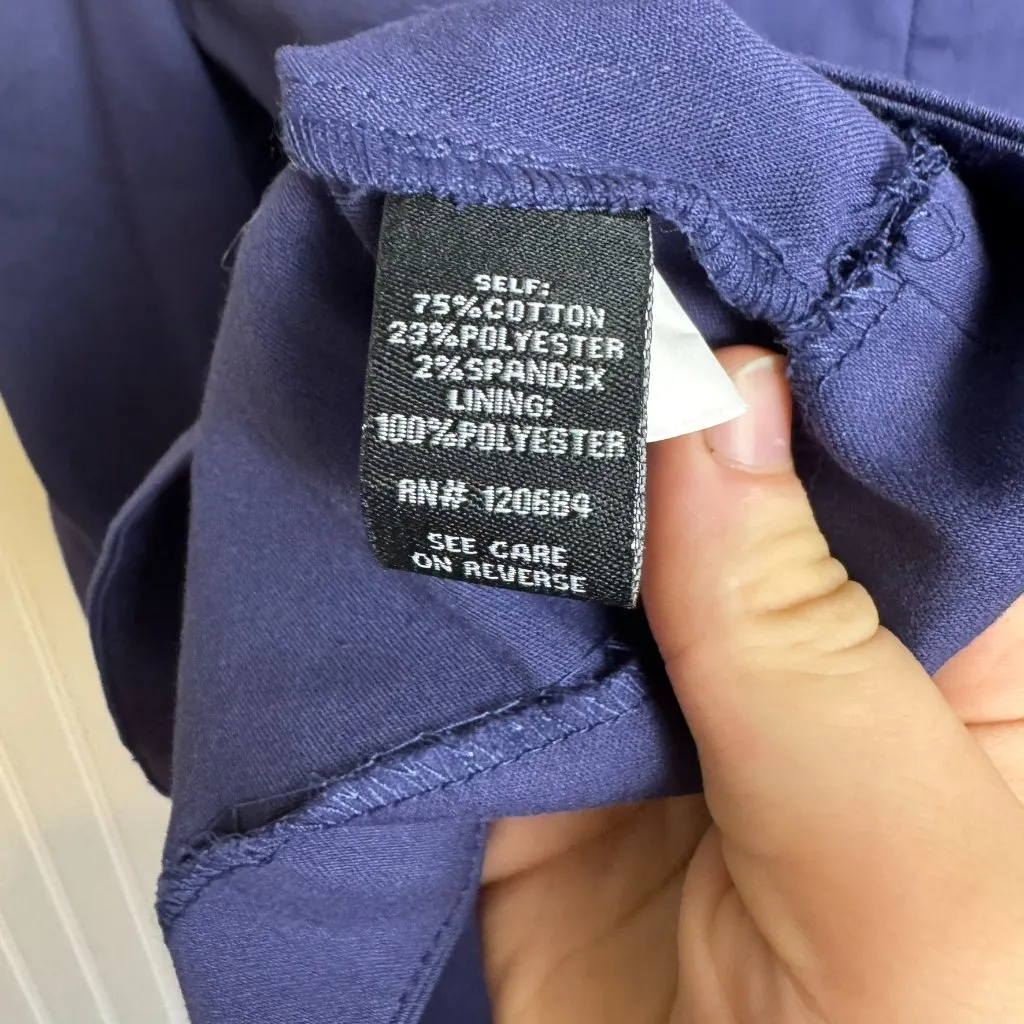 SELF:
75%COTTON
23%POLYESTER
2%SPANDEX
LINING:
100%POLYESTER
RN# 120684
SEE CARE
ON REVERSE